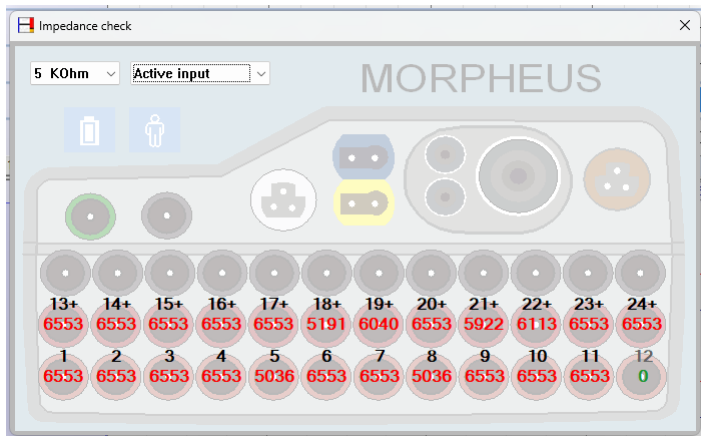 Impedance check
5 KOhm Active input
MORPHEUS
13+ 14+ 15+ 16+ 17+ 18+ 19+ 20+ 21+ 22+ 23+ 24+
6553 6553 6553 6553 6553 5191 6040 6553 5922 6113 6553 6553
1 2 3 4 5 6 7 8 9 10 11 12
6553 6553 6553 6553 5036 6553 6553 5036 6553 6553 6553 0